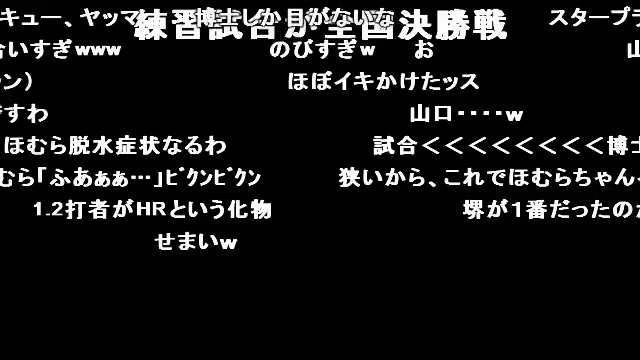 キュー、ヤッマー 博士しか目がないな スタープラ
練習試合が全国決勝戦
合いすぎwww のびすぎw お 山
ン） ほぼイキかけたッス
すわ 山口・・・・w
ほむら脱水症状なるわ 試合＜＜＜＜＜＜＜＜博士
むら「ふあぁぁ…」ﾋﾞｸﾝﾋﾞｸﾝ 狭いから、これでほむらちゃん
1.2打者がHRという化物 堺が１番だったのか
せまいw